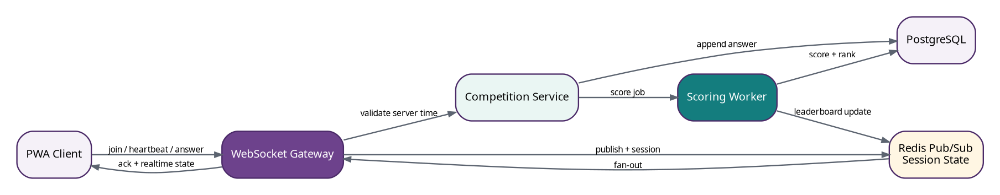 PostgreSQL
append answer
score + rank
Competition Service
score job
Scoring Worker
validate server time
leaderboard update
PWA Client
join / heartbeat / answer
ack + realtime state
WebSocket Gateway
publish + session
fan-out
Redis Pub/Sub
Session State